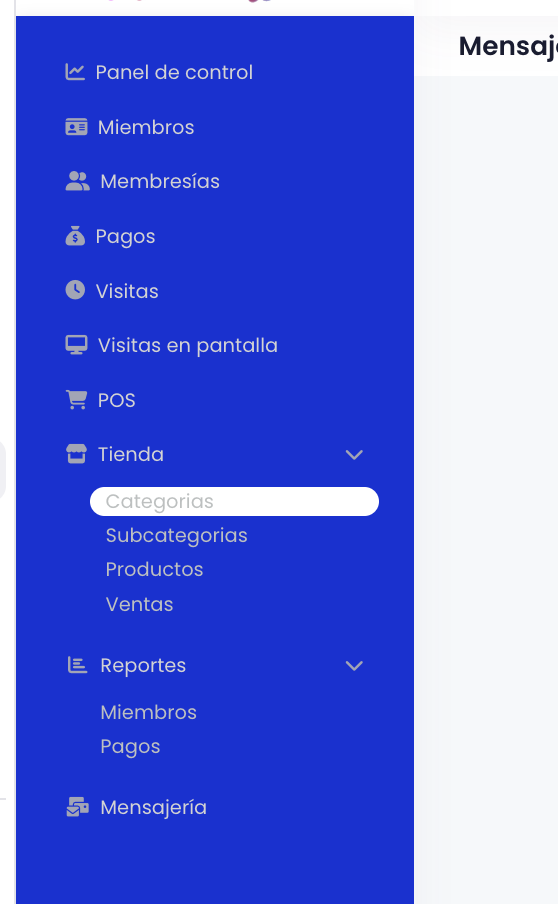 Mensaj
Panel de control
Miembros
Membresías
Pagos
Visitas
Visitas en pantalla
POS
Tienda
Categorias
Subcategorias
Productos
Ventas
Reportes
Miembros
Pagos
Mensajería